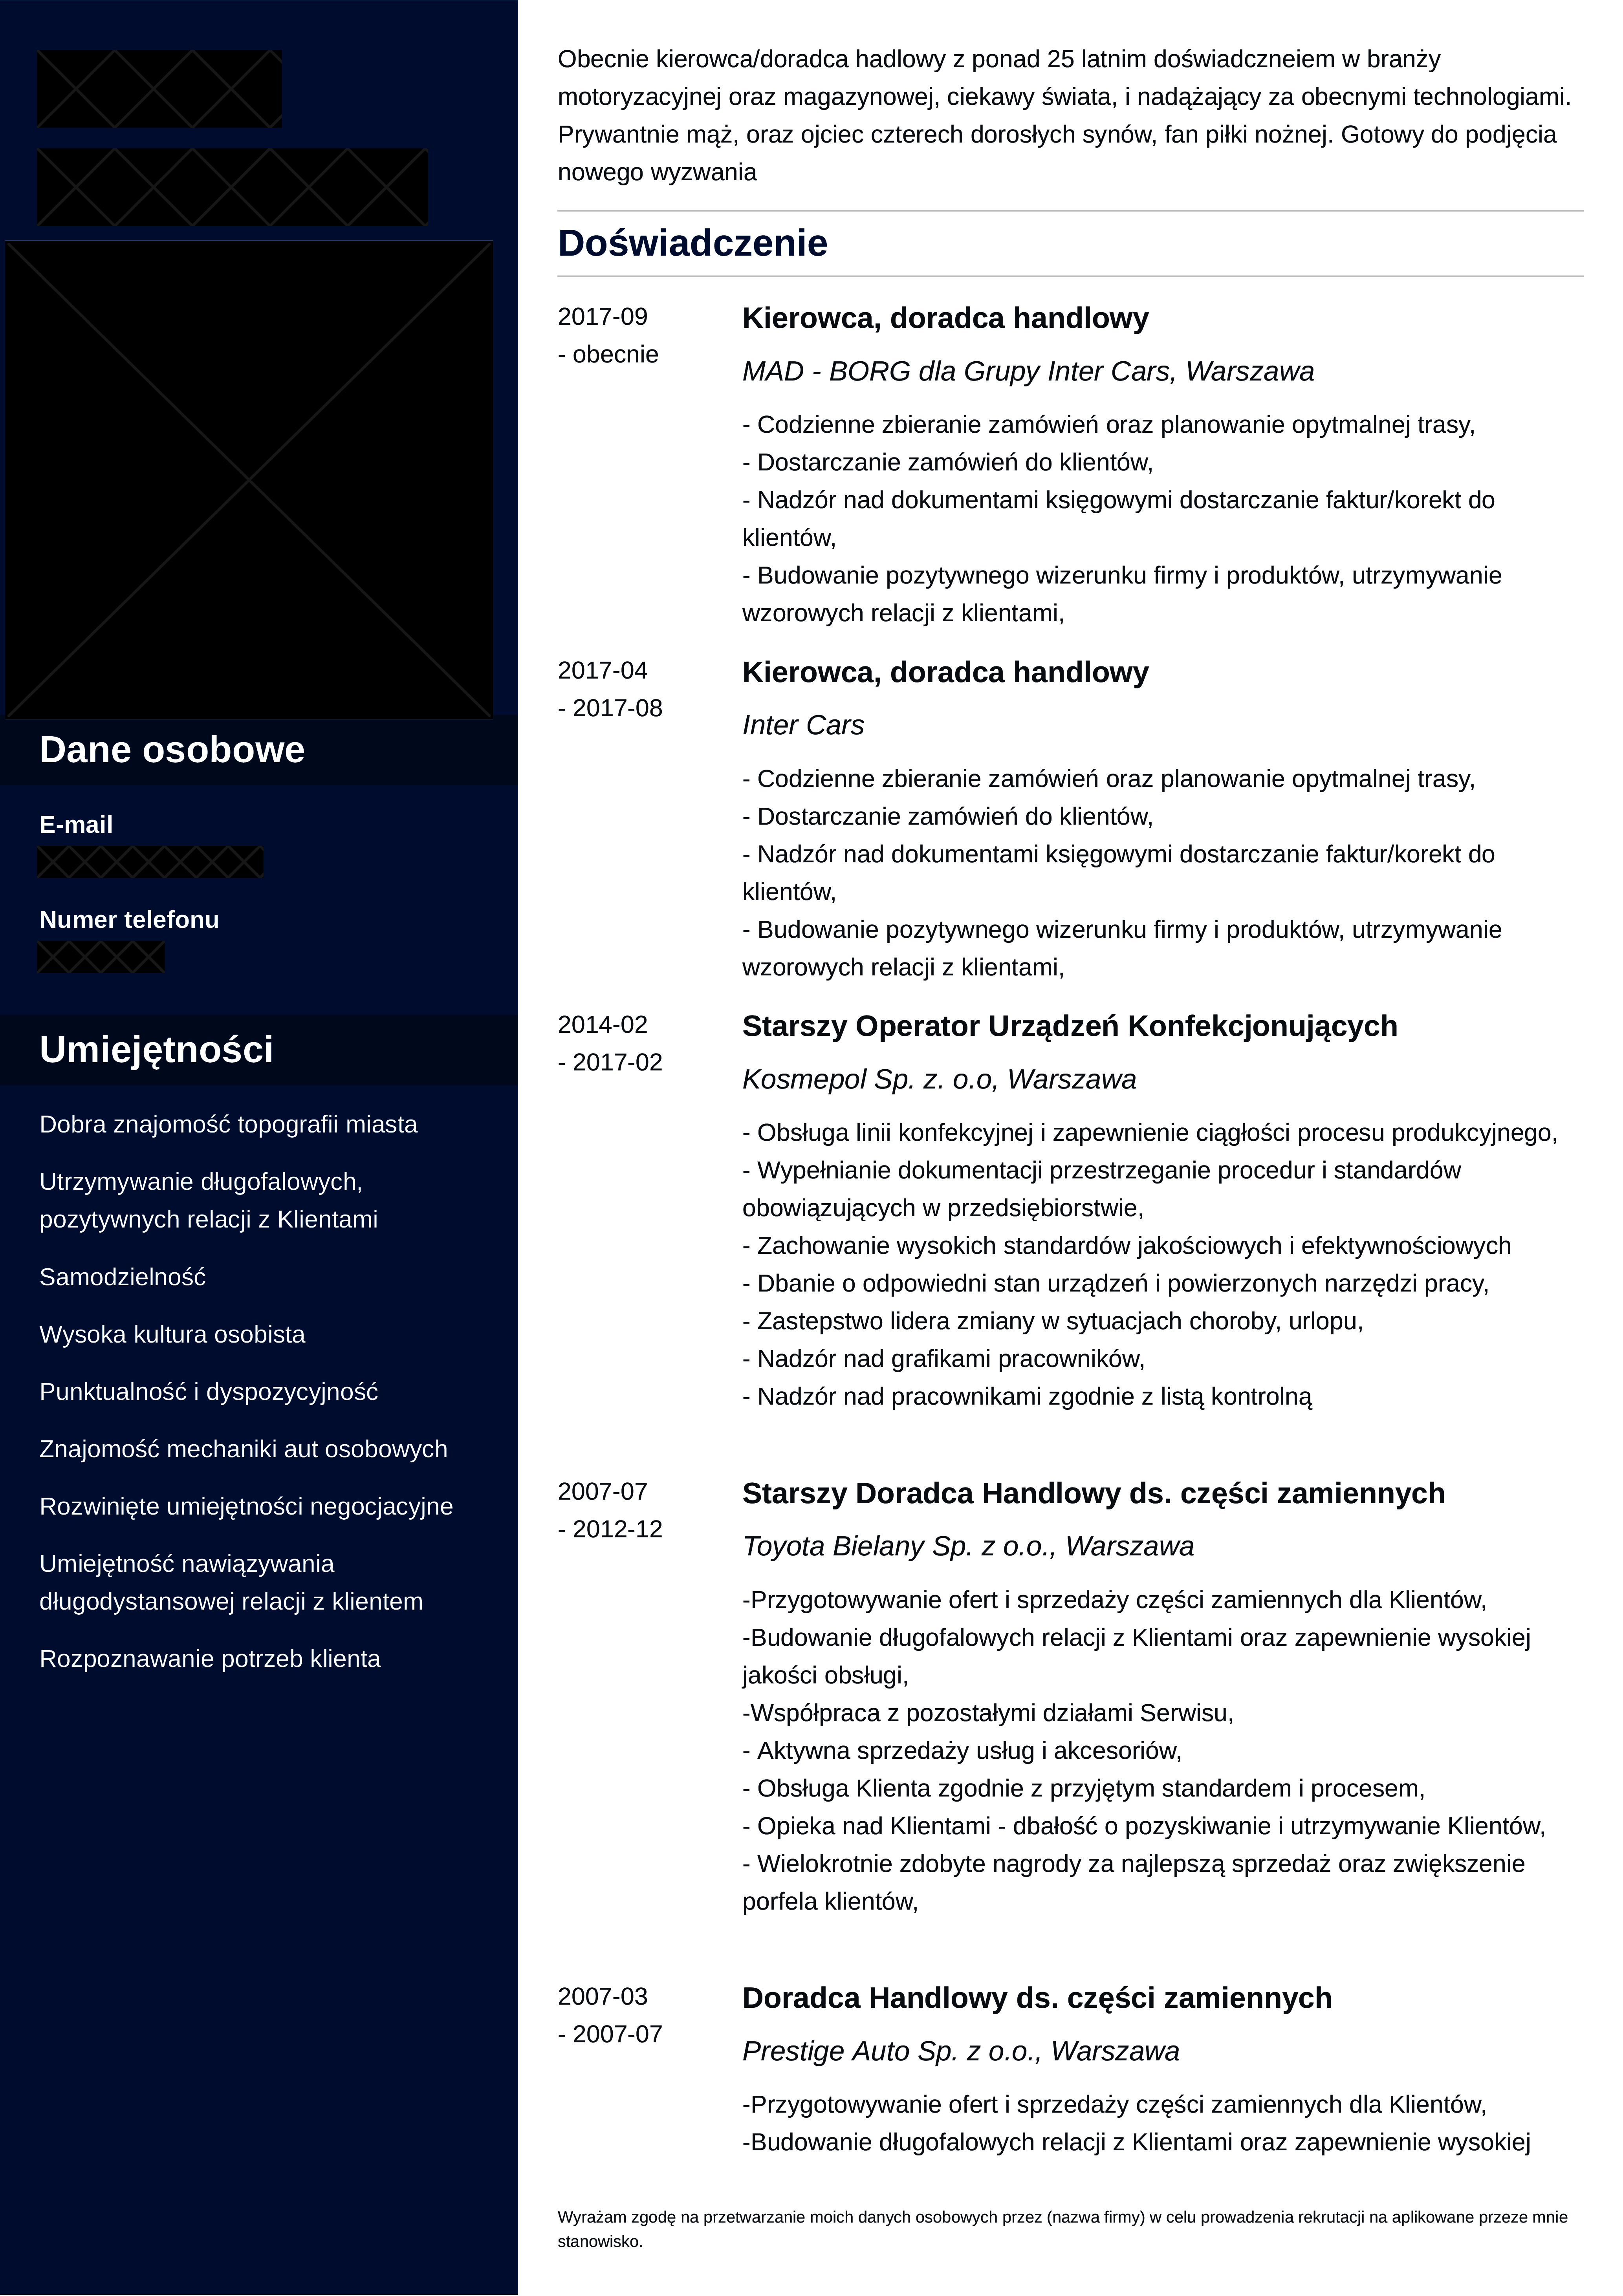 Dane osobowe
E-mail
Numer telefonu
Umiejętności
Dobra znajomość topografii miasta
Utrzymywanie długofalowych,
pozytywnych relacji z Klientami
Samodzielność
Wysoka kultura osobista
Punktualność i dyspozycyjność
Znajomość mechaniki aut osobowych
Rozwinięte umiejętności negocjacyjne
Umiejętność nawiązywania
długodystansowej relacji z klientem
Rozpoznawanie potrzeb klienta
Obecnie kierowca/doradca hadlowy z ponad 25 latnim doświadczneiem w branży
motoryzacyjnej oraz magazynowej, ciekawy świata, i nadążający za obecnymi technologiami.
Prywantnie mąż, oraz ojciec czterech dorosłych synów, fan piłki nożnej. Gotowy do podjęcia
nowego wyzwania
Doświadczenie
2017-09
- obecnie
Kierowca, doradca handlowy
MAD - BORG dla Grupy Inter Cars, Warszawa
- Codzienne zbieranie zamówień oraz planowanie opytmalnej trasy,
- Dostarczanie zamówień do klientów,
- Nadzór nad dokumentami księgowymi dostarczanie faktur/korekt do
klientów,
- Budowanie pozytywnego wizerunku firmy i produktów, utrzymywanie
wzorowych relacji z klientami,
2017-04
- 2017-08
Kierowca, doradca handlowy
Inter Cars
- Codzienne zbieranie zamówień oraz planowanie opytmalnej trasy,
- Dostarczanie zamówień do klientów,
- Nadzór nad dokumentami księgowymi dostarczanie faktur/korekt do
klientów,
- Budowanie pozytywnego wizerunku firmy i produktów, utrzymywanie
wzorowych relacji z klientami,
2014-02
- 2017-02
Starszy Operator Urządzeń Konfekcjonujących
Kosmepol Sp. z. o.o, Warszawa
- Obsługa linii konfekcyjnej i zapewnienie ciągłości procesu produkcyjnego,
- Wypełnianie dokumentacji przestrzeganie procedur i standardów
obowiązujących w przedsiębiorstwie,
- Zachowanie wysokich standardów jakościowych i efektywnościowych
- Dbanie o odpowiedni stan urządzeń i powierzonych narzędzi pracy,
- Zastepstwo lidera zmiany w sytuacjach choroby, urlopu,
- Nadzór nad grafikami pracowników,
- Nadzór nad pracownikami zgodnie z listą kontrolną
2007-07
- 2012-12
Starszy Doradca Handlowy ds. części zamiennych
Toyota Bielany Sp. z o.o., Warszawa
-Przygotowywanie ofert i sprzedaży części zamiennych dla Klientów,
-Budowanie długofalowych relacji z Klientami oraz zapewnienie wysokiej
jakości obsługi,
-Współpraca z pozostałymi działami Serwisu,
- Aktywna sprzedaży usług i akcesoriów,
- Obsługa Klienta zgodnie z przyjętym standardem i procesem,
- Opieka nad Klientami - dbałość o pozyskiwanie i utrzymywanie Klientów,
- Wielokrotnie zdobyte nagrody za najlepszą sprzedaż oraz zwiększenie
porfela klientów,
2007-03
- 2007-07
Doradca Handlowy ds. części zamiennych
Prestige Auto Sp. z o.o., Warszawa
-Przygotowywanie ofert i sprzedaży części zamiennych dla Klientów,
-Budowanie długofalowych relacji z Klientami oraz zapewnienie wysokiej
Wyrażam zgodę na przetwarzanie moich danych osobowych przez (nazwa firmy) w celu prowadzenia rekrutacji na aplikowane przeze mnie
stanowisko.